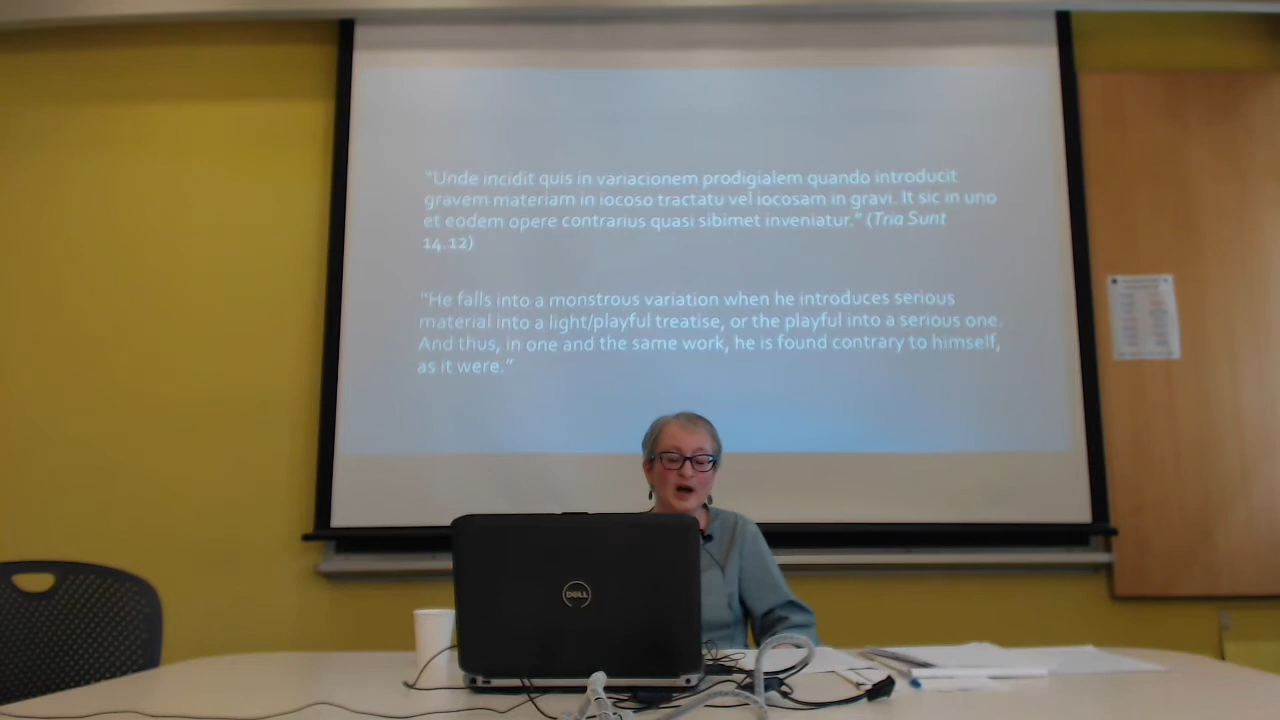 "Unde incidit quis in variacionem prodigialem quando introducit
gravem materiam in iocoso tractatu vel iocosam in gravi. It sic in uno
et eodem opere contrarius quasi sibimet inveniatur." (Tria Sunt
14.12)
"He falls into a monstrous variation when he introduces serious
material into a light/playful treatise, or the playful into a serious one.
And thus, in one and the same work, he is found contrary to himself,
as it were."
DELL